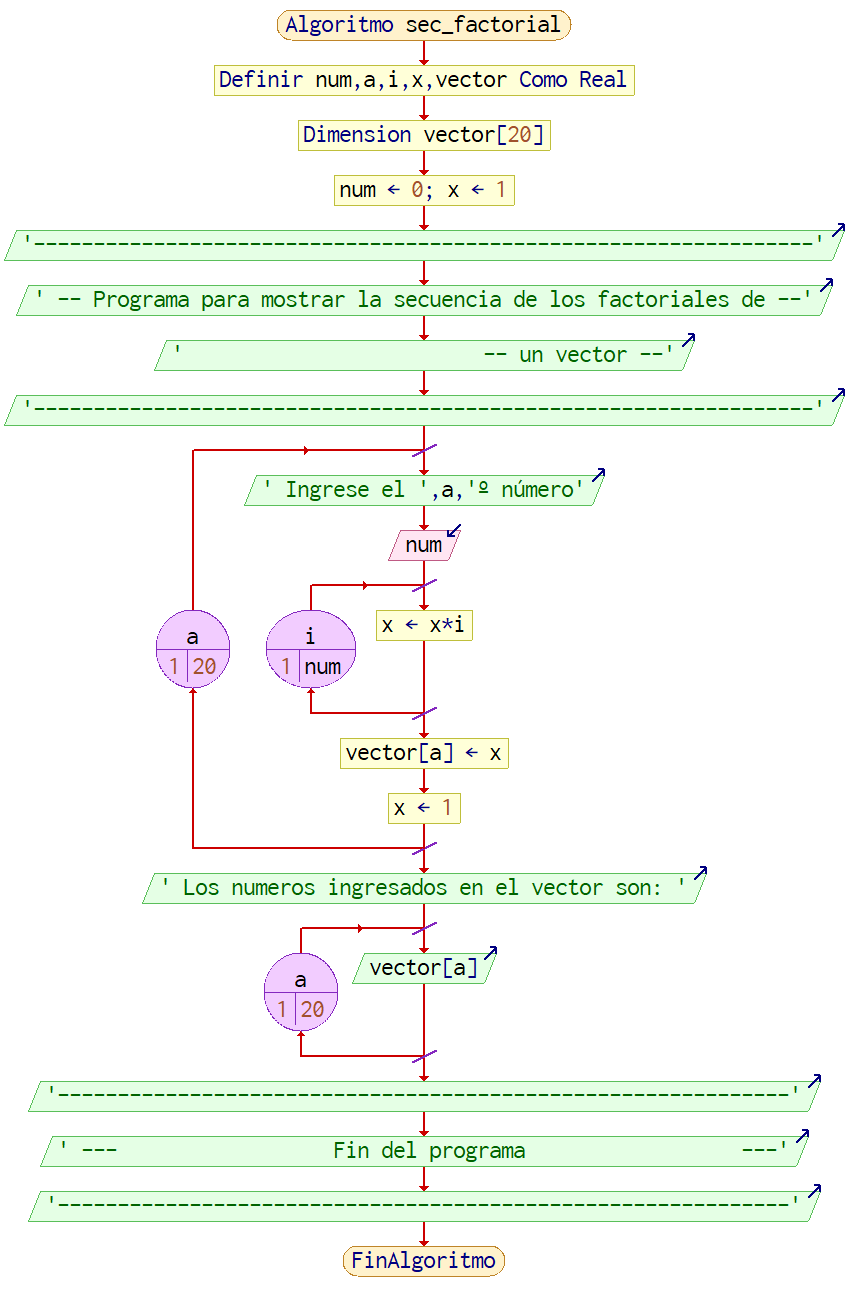 Algoritmo sec_factorial
Definir num,a,i,x,vector Como Real
Dimension vector[20]
num ← 0; x ← 1
'-----------------------------------------------------------------'
' -- Programa para mostrar la secuencia de los factoriales de --'
'                         -- un vector --'
'-----------------------------------------------------------------'
' Ingrese el ',a,'º número'
num
x ← x*i
a
1 20
i
1 num
vector[a] ← x
x ← 1
' Los numeros ingresados en el vector son: '
vector[a]
a
1 20
'-------------------------------------------------------------'
' ---                  Fin del programa                  ---'
'-------------------------------------------------------------'
FinAlgoritmo